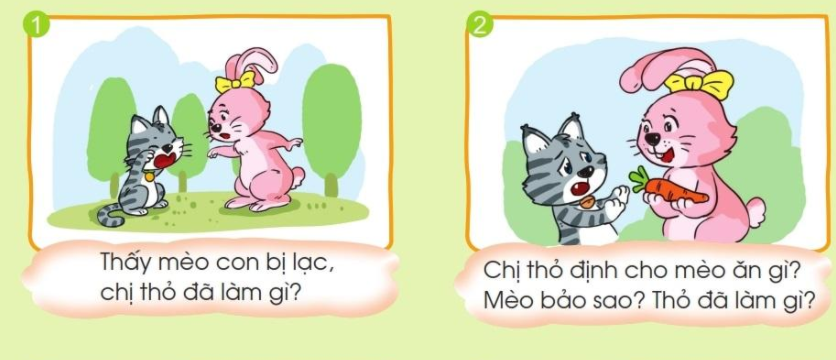 1
Thấy mèo con bị lạc,
chị thỏ đã làm gì?
2
Chị thỏ định cho mèo ăn gì?
Mèo bảo sao? Thỏ đã làm gì?